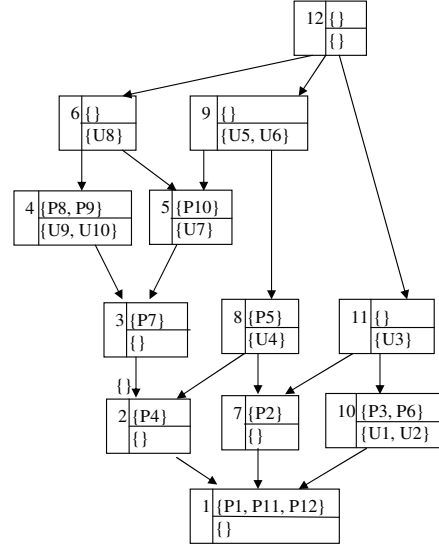 12 {}
{}
6 {}
{U8}
9 {}
{U5, U6}
4 {P8, P9}
{U9, U10}
5 {P10}
{U7}
3 {P7}
{}
8 {P5}
{U4}
11 {}
{U3}
{}
2 {P4}
{}
7 {P2}
{}
10 {P3, P6}
{U1, U2}
1 {P1, P11, P12}
{}